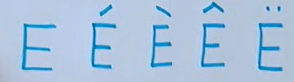 E É È Ê Ë